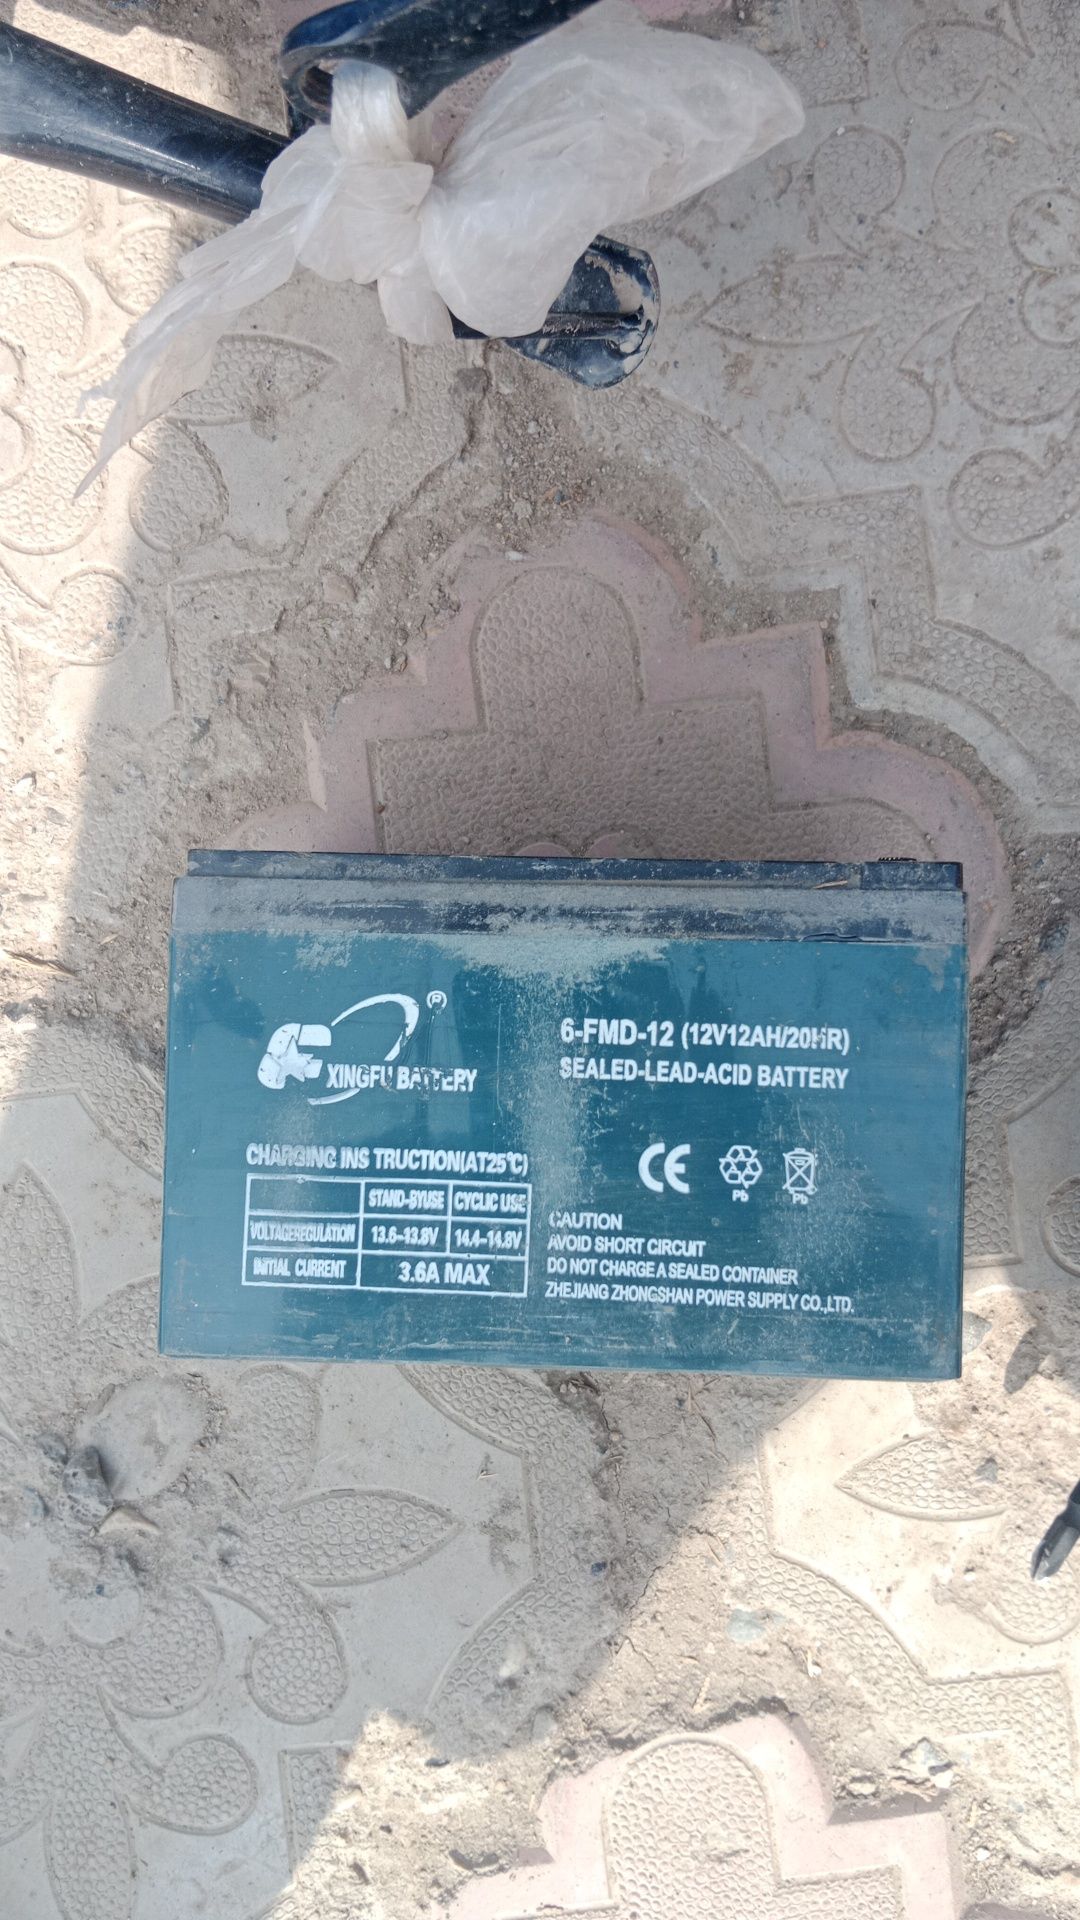 XINGFU BATTERY
6-FMD-12 (12V12AH/20HR)
SEALED-LEAD-ACID BATTERY
CHARGING INS TRUCTION(AT25℃)
STAND-BYUSE CYCLIC USE
VOLTAGEREGULATION 13.6-13.8V 14.4-14.8V
INITIAL CURRENT 3.6A MAX
CE
Pb Pb
CAUTION
AVOID SHORT CIRCUIT
DO NOT CHARGE A SEALED CONTAINER
ZHEJIANG ZHONGSHAN POWER SUPPLY CO.,LTD.